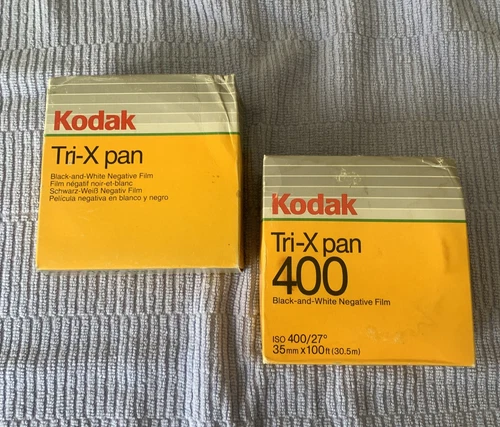 Kodak
Tri-X pan
Black-and-White Negative Film
Film négatif noir-et-blanc
Schwarz-Weiß Negativ Film
Película negativa en blanco y negro
Kodak
Tri-X pan
400
Black-and-White Negative Film
ISO 400/27°
35mm x 100ft (30.5m)